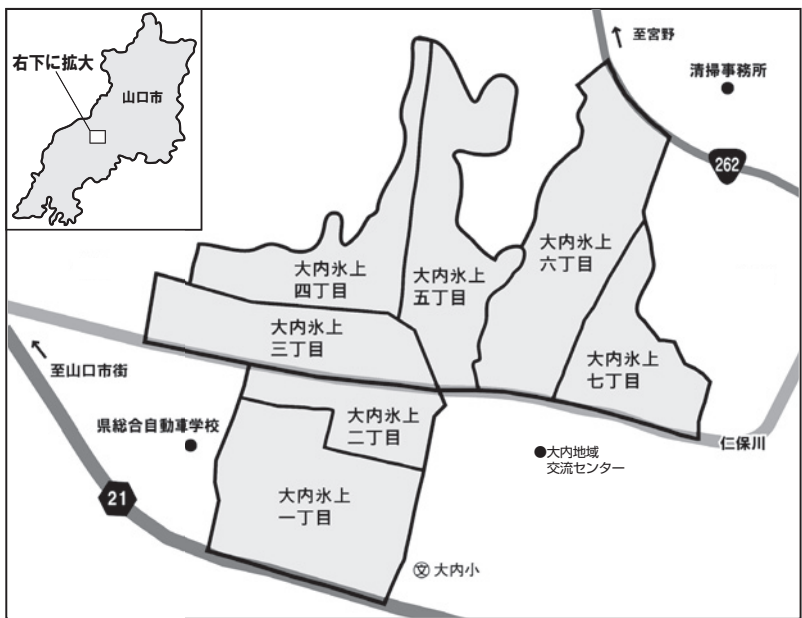 右下に拡大
山口市
至宮野
清掃事務所
262
大内氷上
四丁目
大内氷上
五丁目
大内氷上
六丁目
大内氷上
三丁目
大内氷上
七丁目
至山口市街
県総合自動車学校
大内氷上
二丁目
仁保川
大内地域
交流センター
21
大内氷上
一丁目
文 大内小